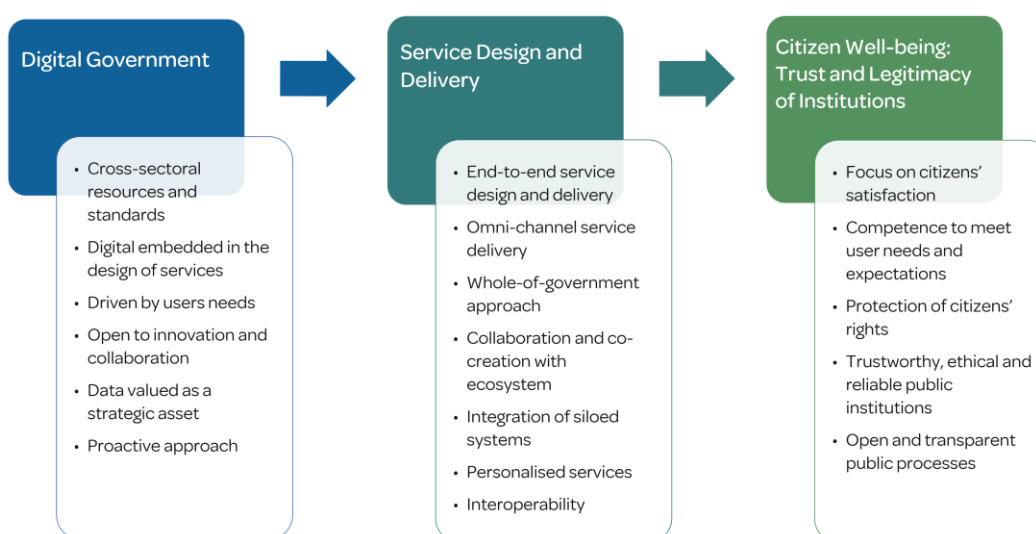 Digital Government
• Cross-sectoral
resources and
standards
• Digital embedded in the
design of services
• Driven by users needs
• Open to innovation and
collaboration
• Data valued as a
strategic asset
• Proactive approach
Service Design and
Delivery
• End-to-end service
design and delivery
• Omni-channel service
delivery
• Whole-of-government
approach
• Collaboration and co-
creation with
ecosystem
• Integration of siloed
systems
• Personalised services
• Interoperability
Citizen Well-being:
Trust and Legitimacy
of Institutions
• Focus on citizens’
satisfaction
• Competence to meet
user needs and
expectations
• Protection of citizens’
rights
• Trustworthy, ethical and
reliable public
institutions
• Open and transparent
public processes